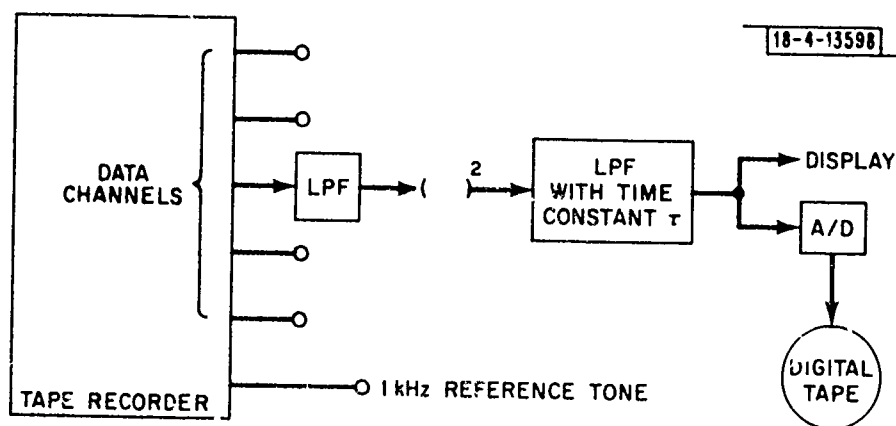 18-4-13598
DATA
CHANNELS
LPF
( )²
LPF
WITH TIME
CONSTANT τ
DISPLAY
A/D
DIGITAL
TAPE
1 kHz REFERENCE TONE
TAPE RECORDER